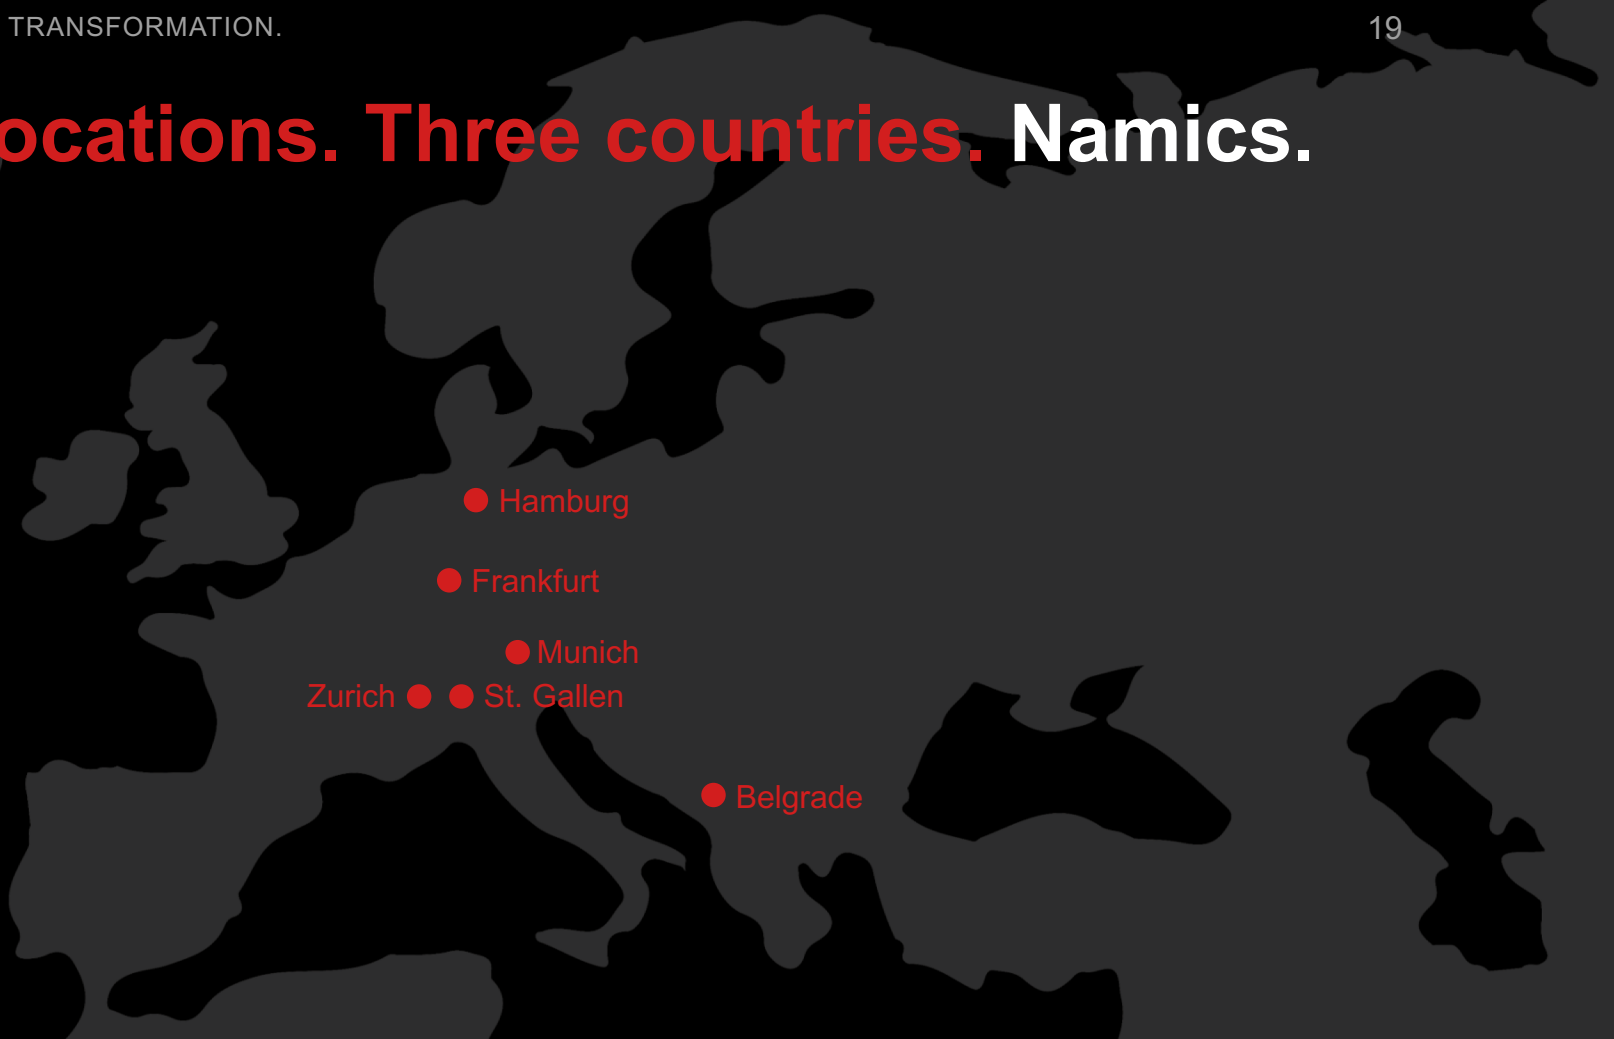 TRANSFORMATION.
19
ocations. Three countries. Namics.
Hamburg
Frankfurt
Munich
Zurich
St. Gallen
Belgrade